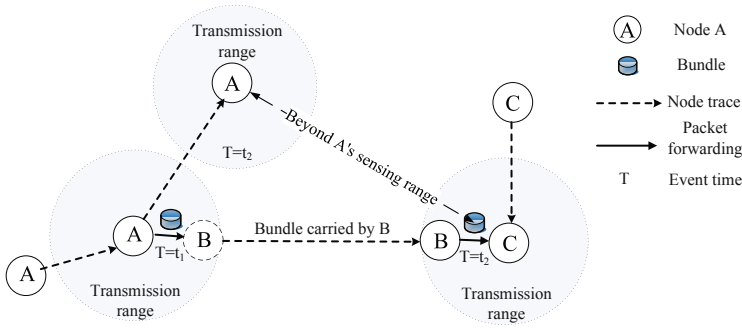 Transmission
range
A
T=t2
Beyond A's sensing range
C
A
B
T=t1
Transmission
range
A
Bundle carried by B
B
C
T=t2
Transmission
range
A Node A
Bundle
Node trace
Packet
forwarding
T Event time